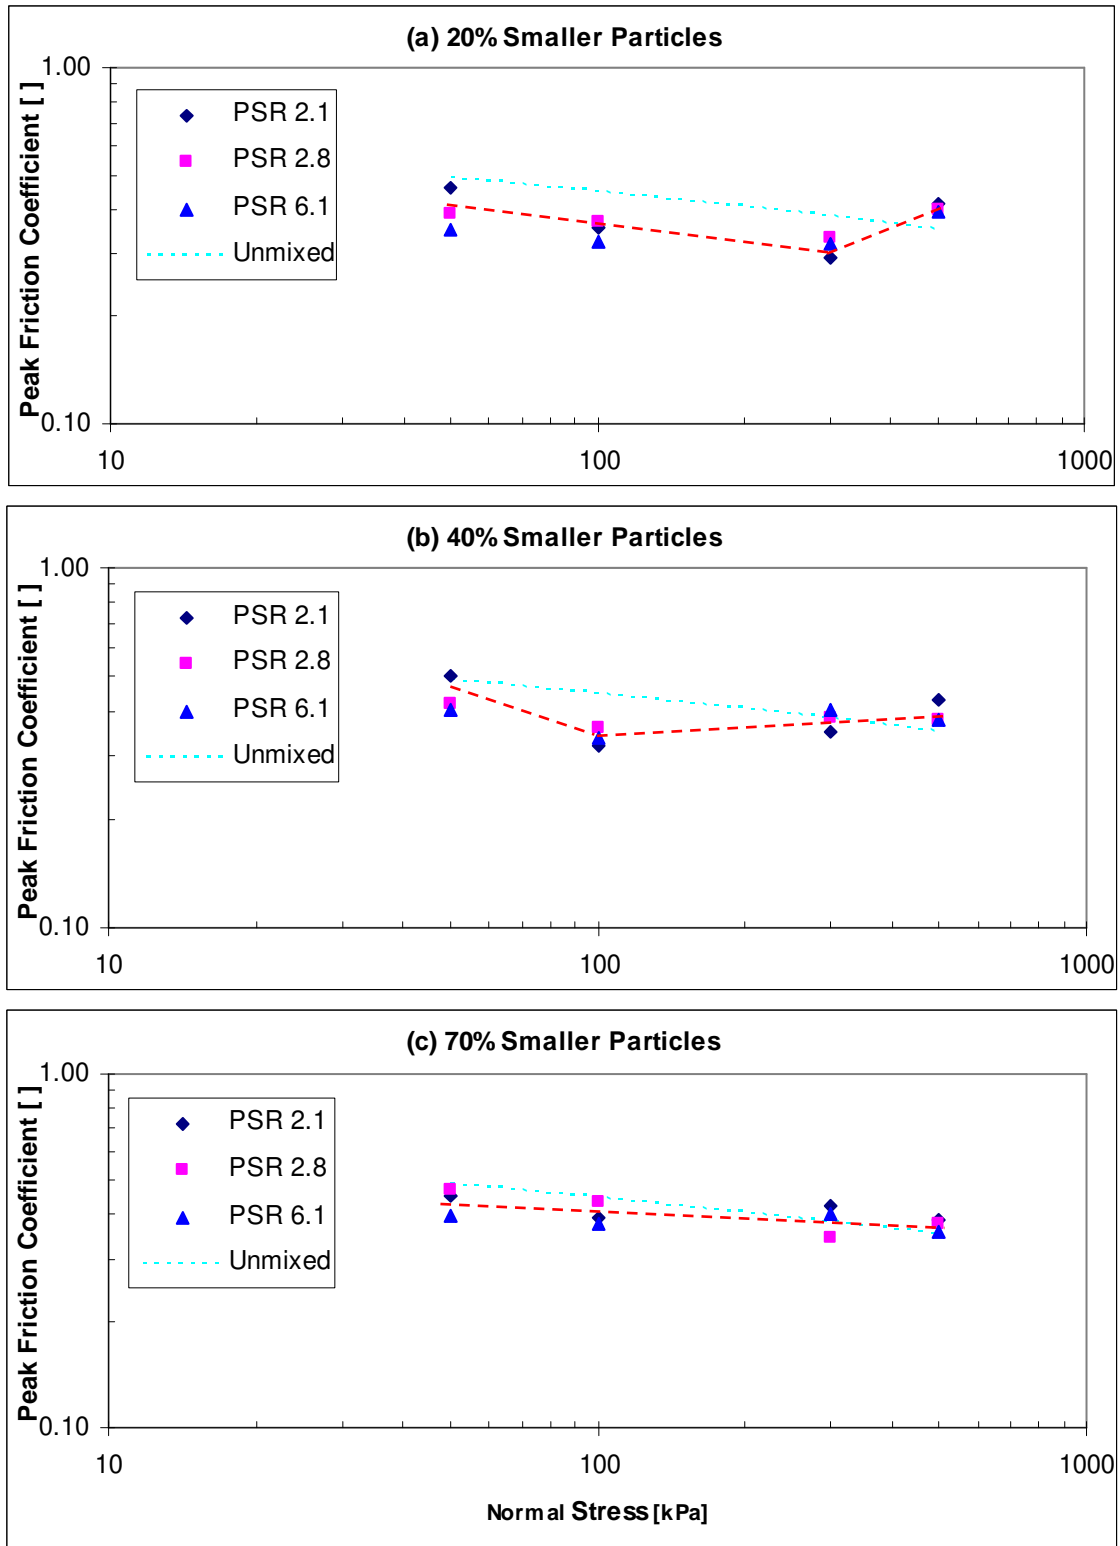 (a) 20% Smaller Particles
Peak Friction Coefficient [ ]
1.00
PSR 2.1
PSR 2.8
PSR 6.1
Unmixed
0.10
10 100 1000
(b) 40% Smaller Particles
Peak Friction Coefficient [ ]
1.00
PSR 2.1
PSR 2.8
PSR 6.1
Unmixed
0.10
10 100 1000
(c) 70% Smaller Particles
Peak Friction Coefficient [ ]
1.00
PSR 2.1
PSR 2.8
PSR 6.1
Unmixed
0.10
10 100 1000
Normal Stress [kPa]